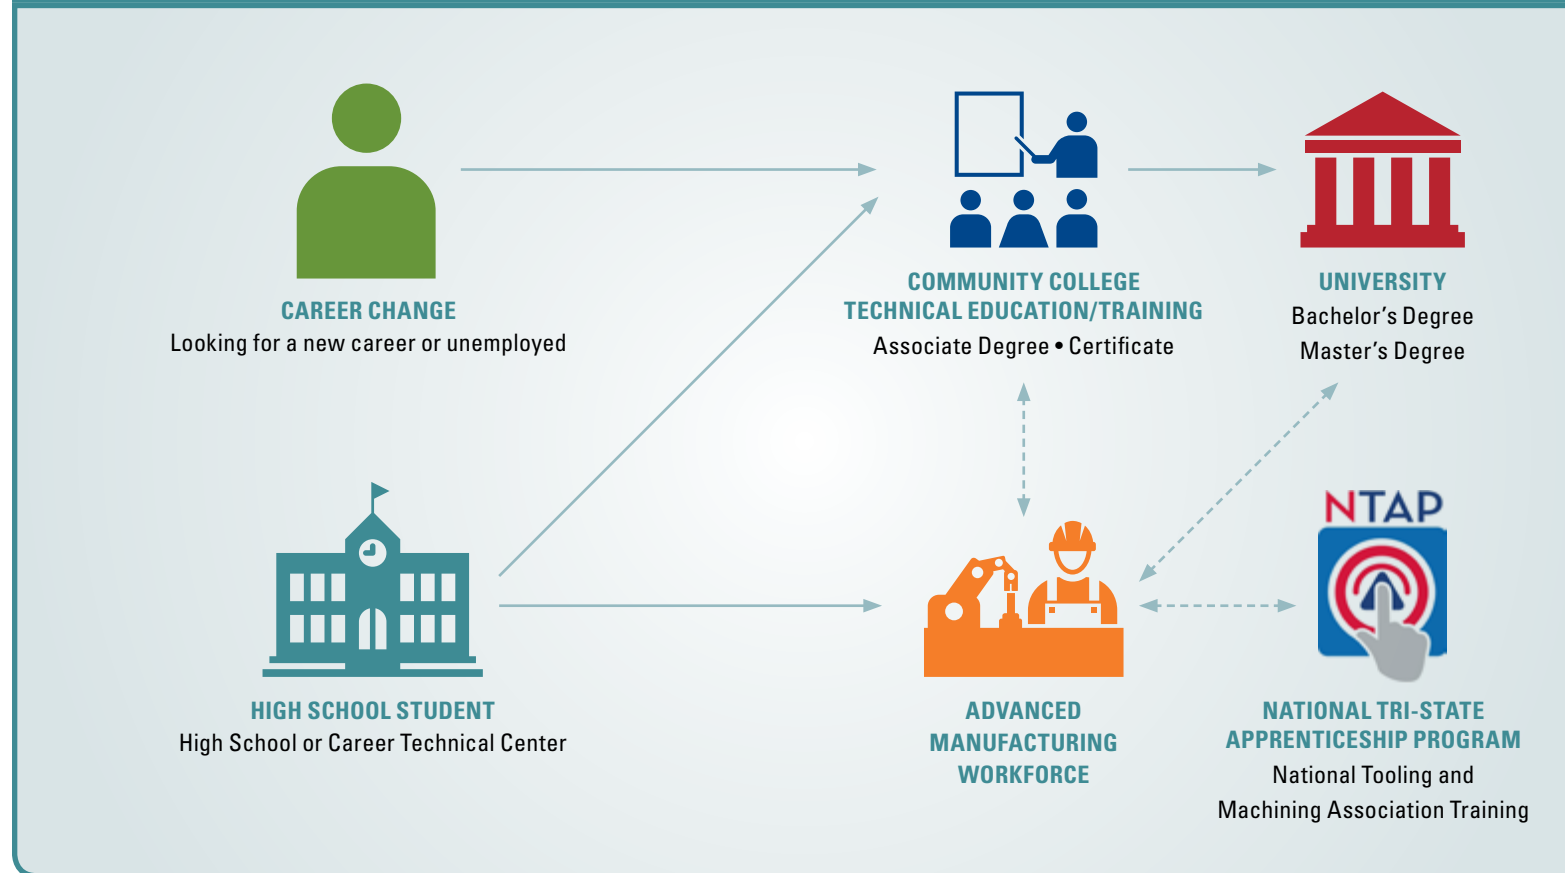 CAREER CHANGE
Looking for a new career or unemployed
COMMUNITY COLLEGE
TECHNICAL EDUCATION/TRAINING
Associate Degree • Certificate
UNIVERSITY
Bachelor’s Degree
Master’s Degree
HIGH SCHOOL STUDENT
High School or Career Technical Center
ADVANCED
MANUFACTURING
WORKFORCE
NTAP
NATIONAL TRI-STATE
APPRENTICESHIP PROGRAM
National Tooling and
Machining Association Training